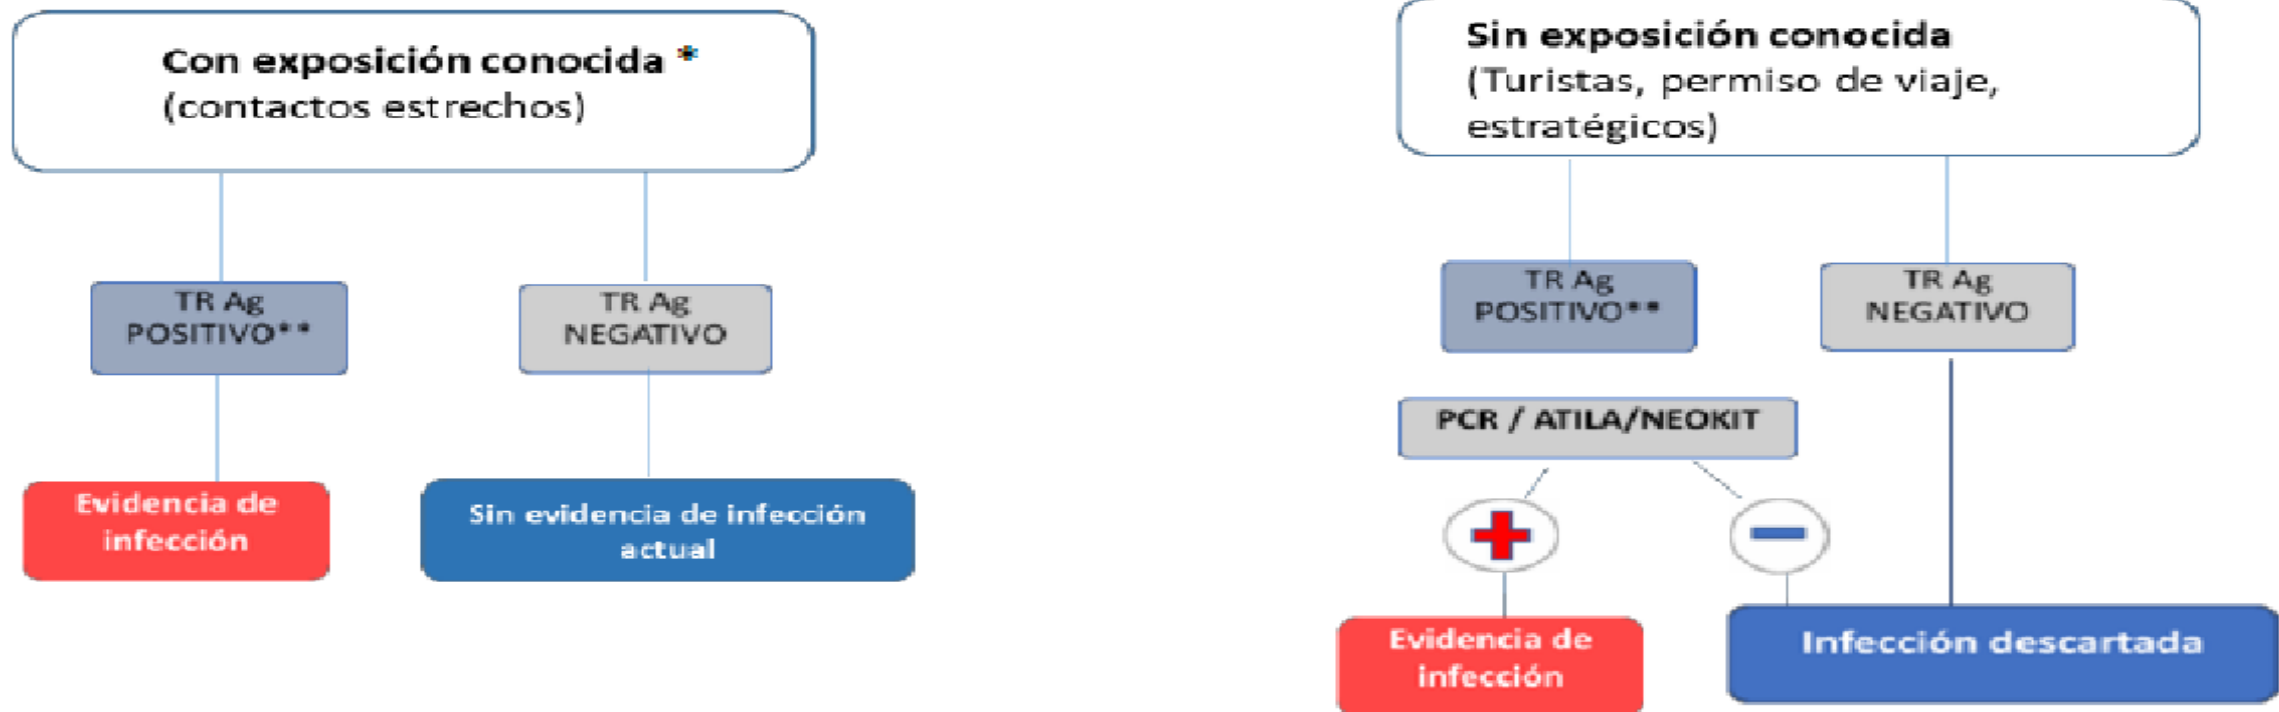 Con exposición conocida *
(contactos estrechos)
TR Ag
POSITIVO**
TR Ag
NEGATIVO
Evidencia de
infección
Sin evidencia de infección
actual
Sin exposición conocida
(Turistas, permiso de viaje,
estratégicos)
TR Ag
POSITIVO**
TR Ag
NEGATIVO
PCR / ATILA/NEOKIT
Evidencia de
infección
Infección descartada